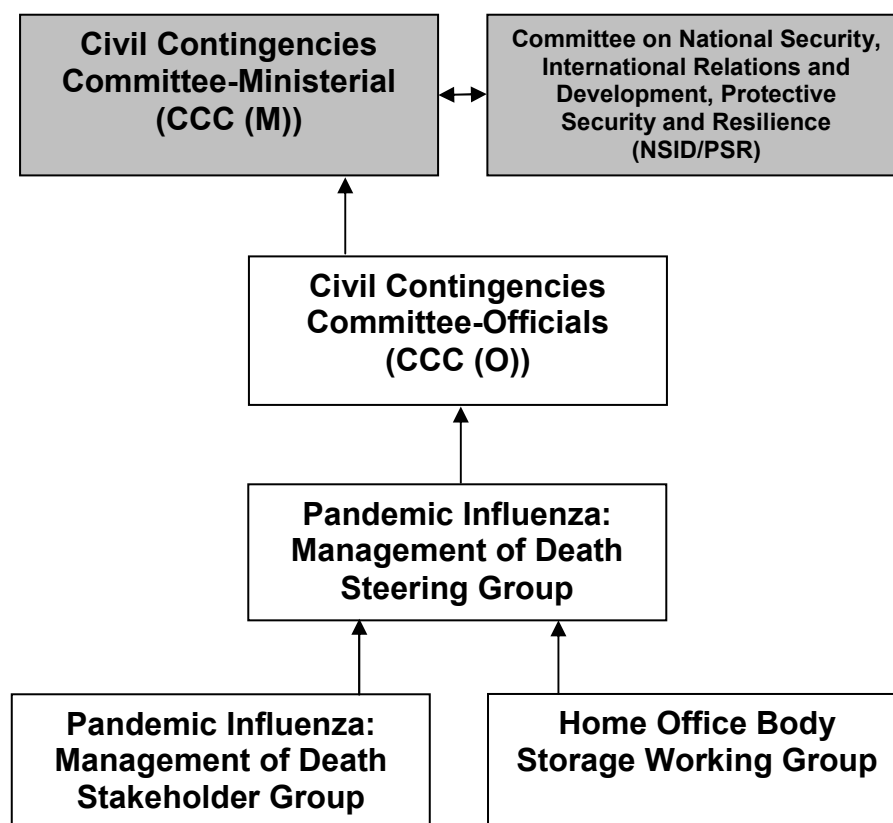 Civil Contingencies
Committee-Ministerial
(CCC (M))
Committee on National Security,
International Relations and
Development, Protective
Security and Resilience
(NSID/PSR)
Civil Contingencies
Committee-Officials
(CCC (O))
Pandemic Influenza:
Management of Death
Steering Group
Pandemic Influenza:
Management of Death
Stakeholder Group
Home Office Body
Storage Working Group